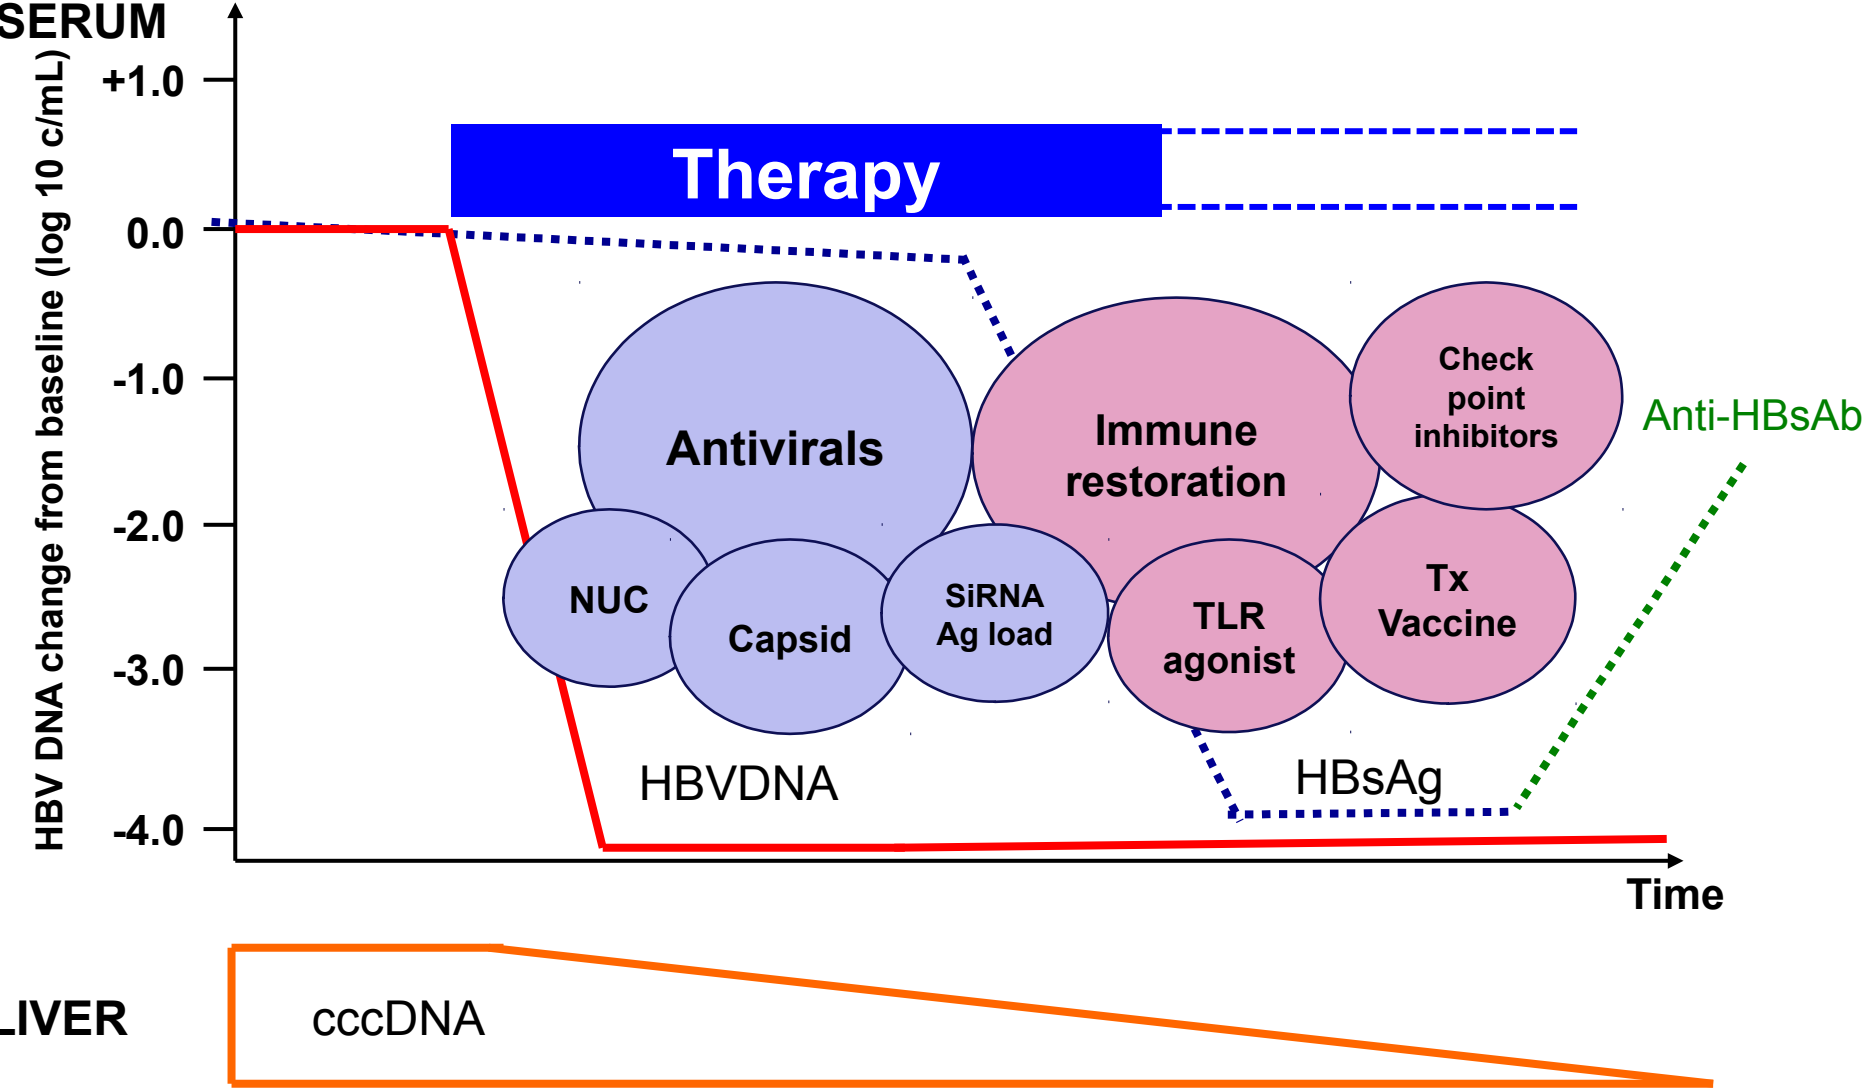 SERUM
HBV DNA change from baseline (log 10 c/mL)
+1.0
0.0
-1.0
-2.0
-3.0
-4.0
Therapy
Antivirals
Immune
restoration
Check
point
inhibitors
Anti-HBsAb
NUC
Capsid
SiRNA
Ag load
TLR
agonist
Tx
Vaccine
HBVDNA
HBsAg
Time
LIVER
cccDNA